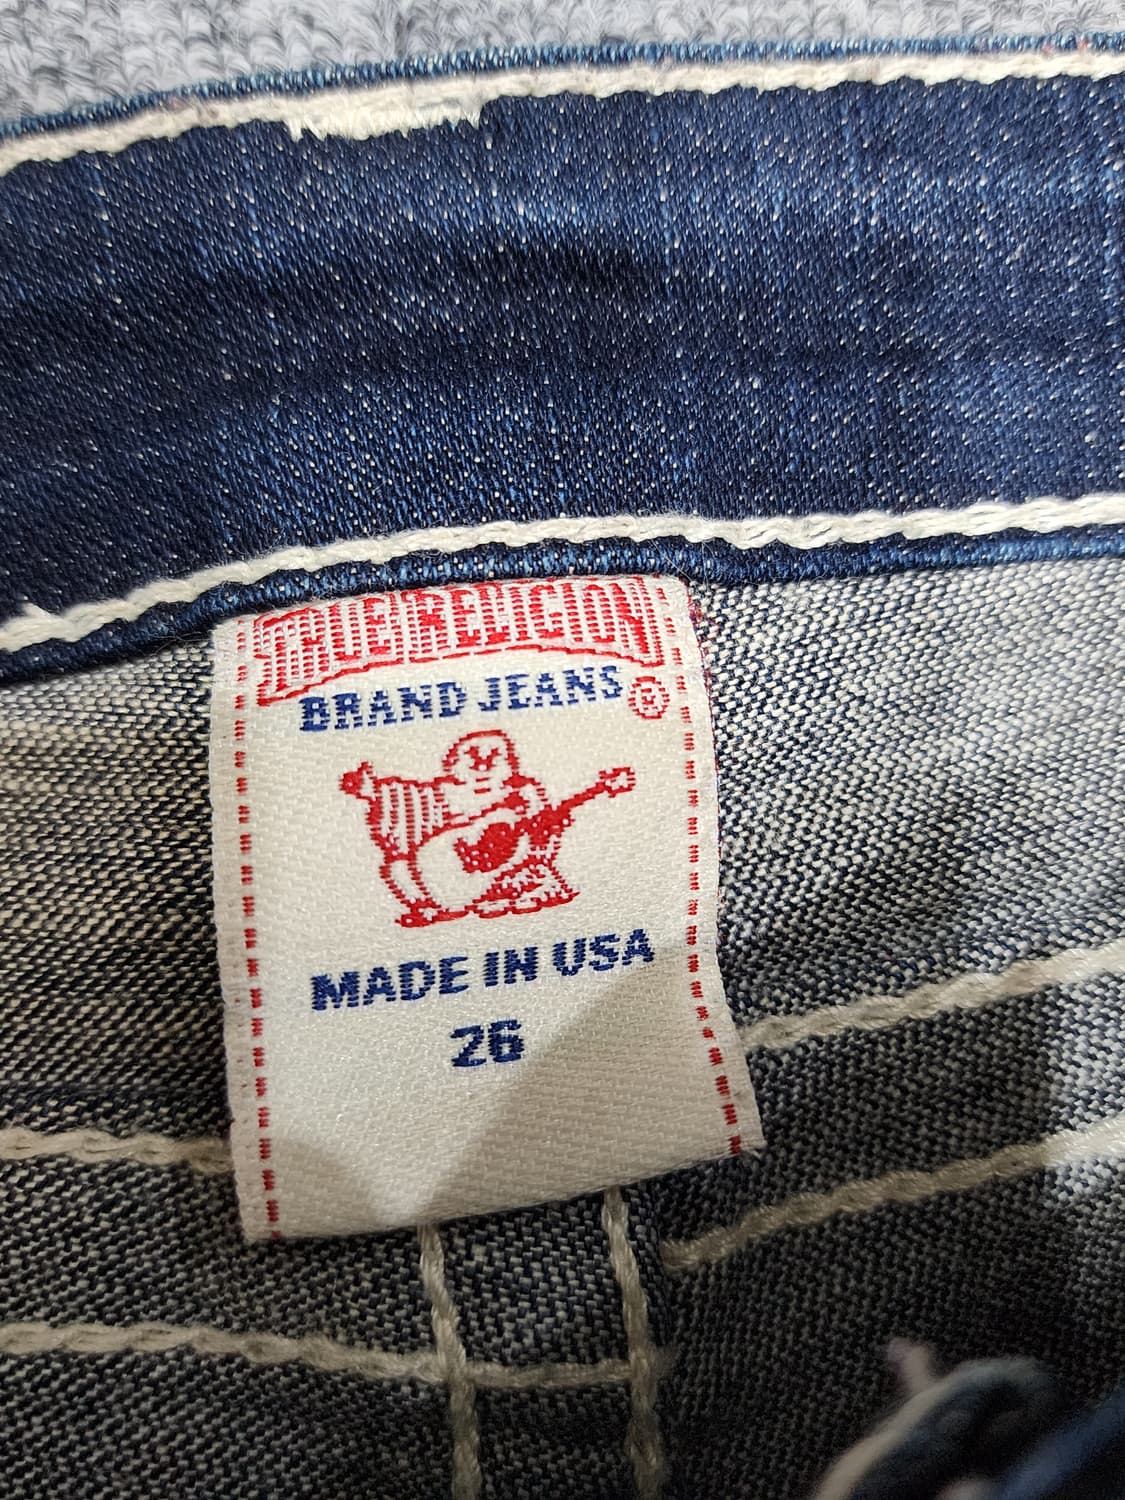 TRUE RELIGION
BRAND JEANS®
MADE IN USA
26